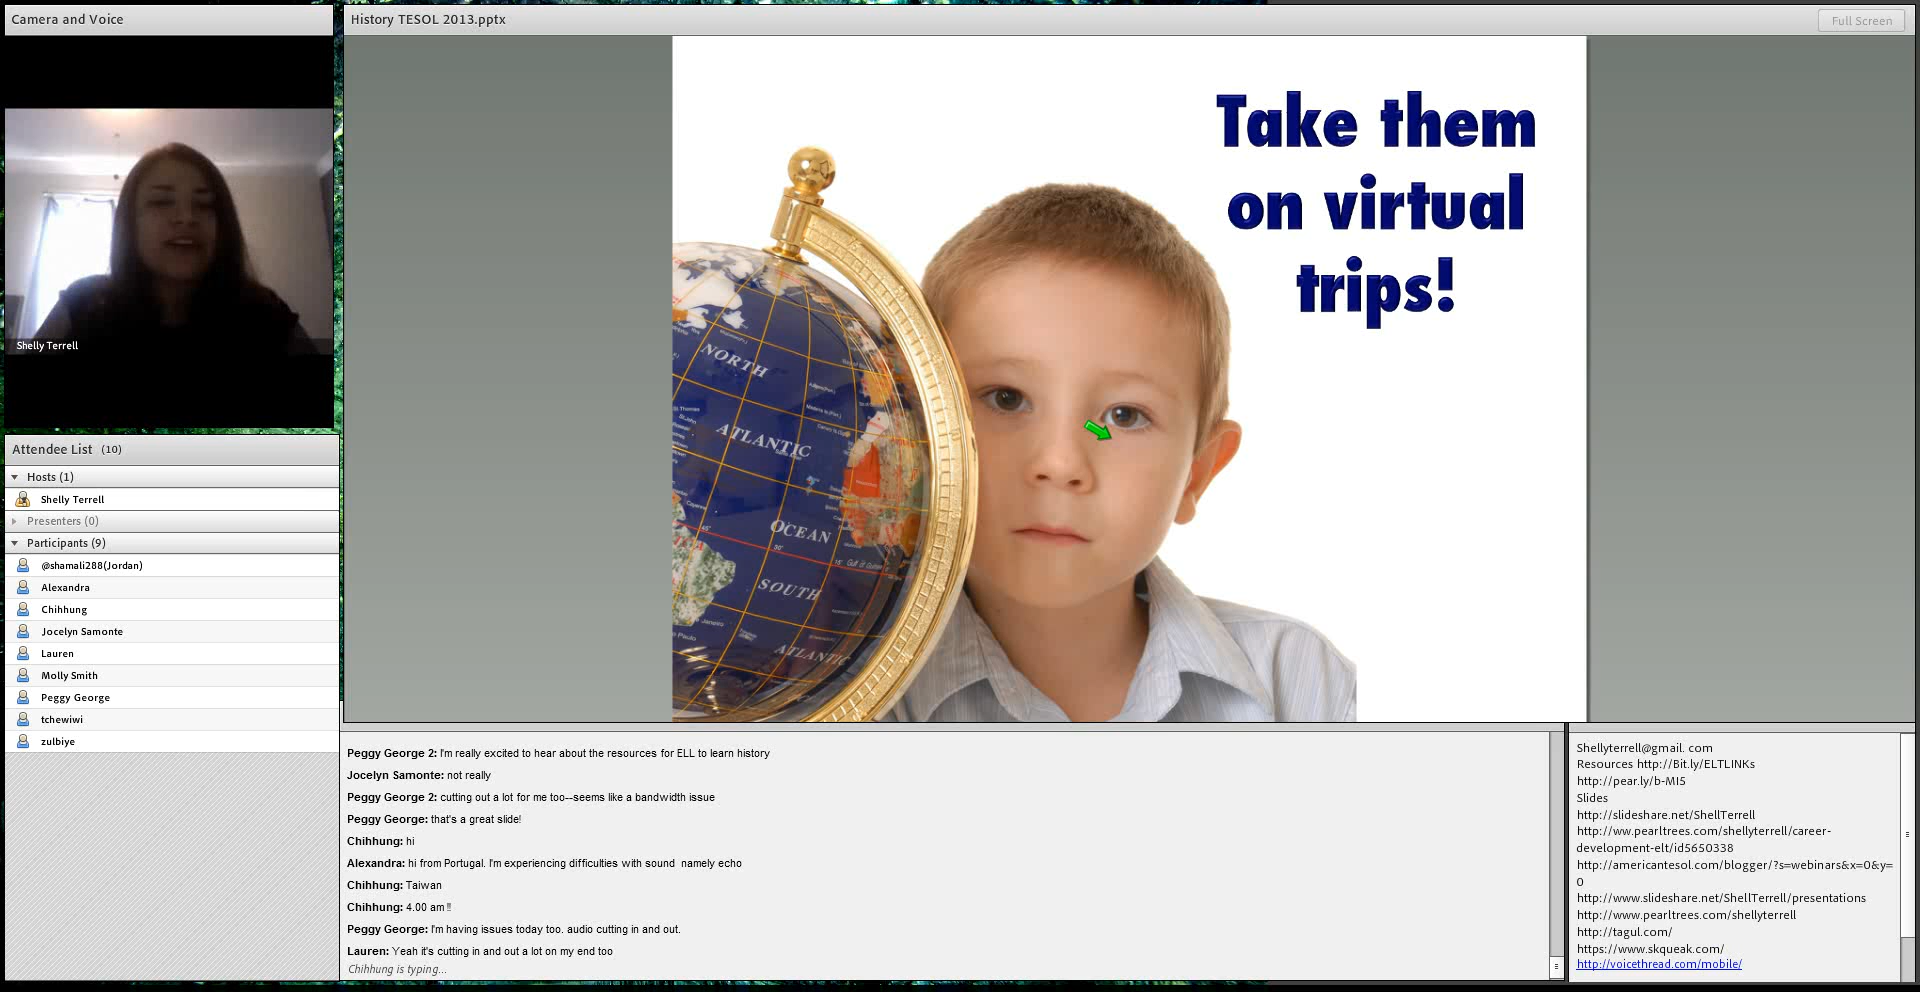 Camera and Voice
Shelly Terrell
Attendee List (10)
Hosts (1)
Shelly Terrell
Presenters (0)
Participants (9)
@shamali288(Jordan)
Alexandra
Chihhung
Jocelyn Samonte
Lauren
Molly Smith
Peggy George
tchewiwi
zulbiye
History TESOL 2013.pptx
Full Screen
Take them
on virtual
trips!
NORTH
ATLANTIC
OCEAN
SOUTH
ATLANTIC
Peggy George 2: I'm really excited to hear about the resources for ELL to learn history
Jocelyn Samonte: not really
Peggy George 2: cutting out a lot for me too--seems like a bandwidth issue
Peggy George: that's a great slide!
Chihhung: hi
Alexandra: hi from Portugal. I'm experiencing difficulties with sound namely echo
Chihhung: Taiwan
Chihhung: 4.00 am!!
Peggy George: I'm having issues today too. audio cutting in and out.
Lauren: Yeah it's cutting in and out a lot on my end too
Chihhung is typing...
Shellyterrell@gmail. com
Resources http://Bit.ly/ELTLINKs
http://pear.ly/b-MI5
Slides
http://slideshare.net/ShellTerrell
http://ww.pearltrees.com/shellyterrell/career-
development-elt/id5650338
http://americantesol.com/blogger/?s=webinars&x=0&y=
0
http://www.slideshare.net/ShellTerrell/presentations
http://www.pearltrees.com/shellyterrell
http://tagul.com/
https://www.skqueak.com/
http://voicethread.com/mobile/